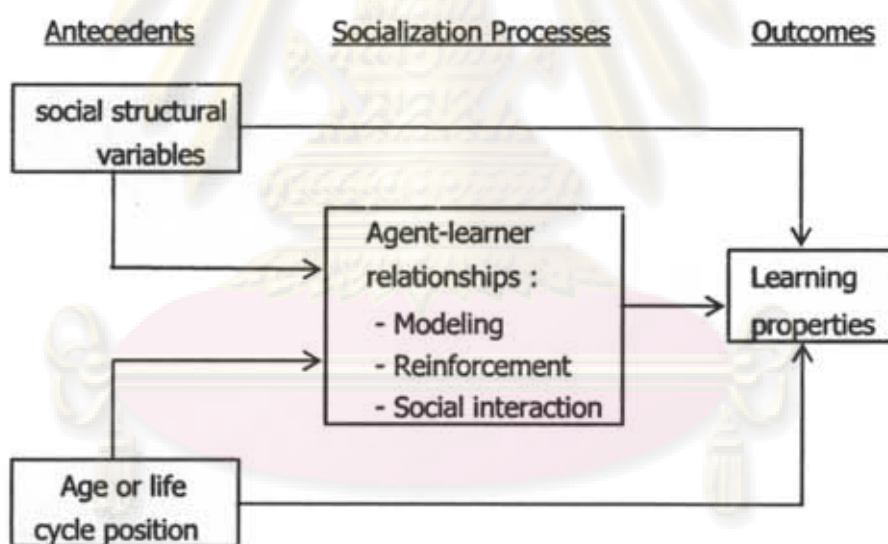 Antecedents
Socialization Processes
Outcomes
social structural
variables
Agent-learner
relationships :
- Modeling
- Reinforcement
- Social interaction
Learning
properties
Age or life
cycle position